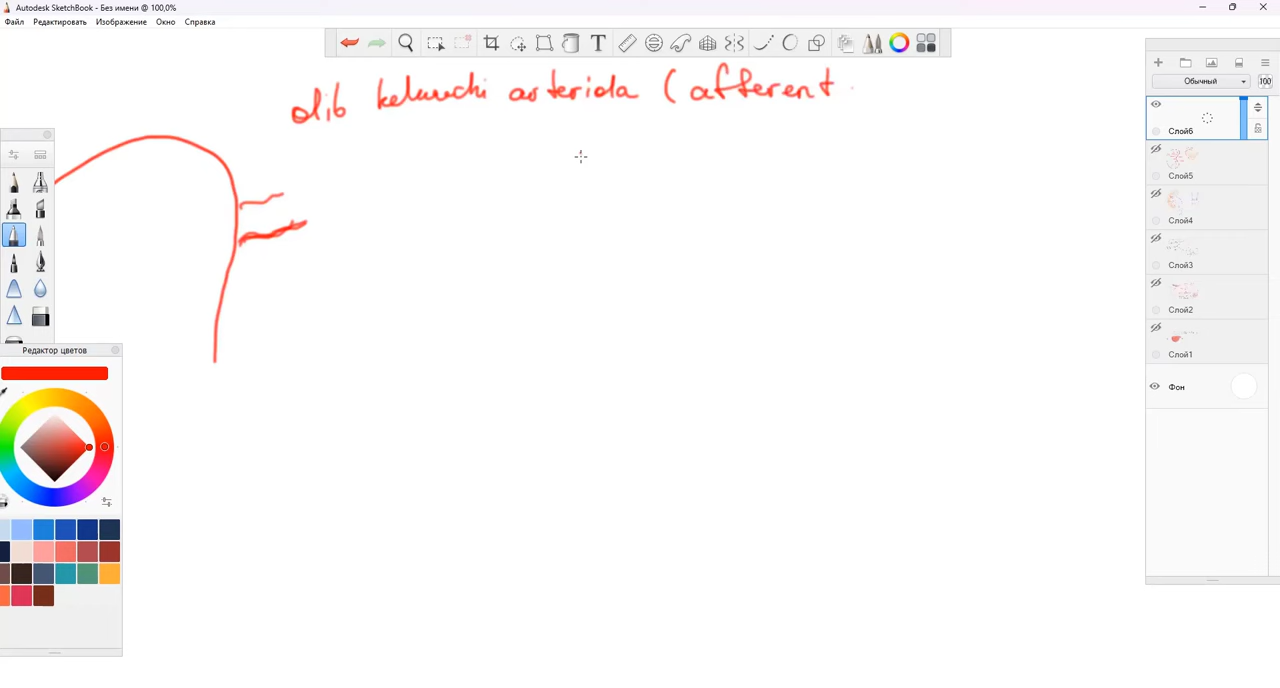 Autodesk SketchBook - Без имени @ 100,0%
Файл Редактировать Изображение Окно Справка
olib keluvchi arteriola (afferent
Обычный 100
Слой6
Слой5
Слой4
Слой3
Слой2
Слой1
Фон
Редактор цветов